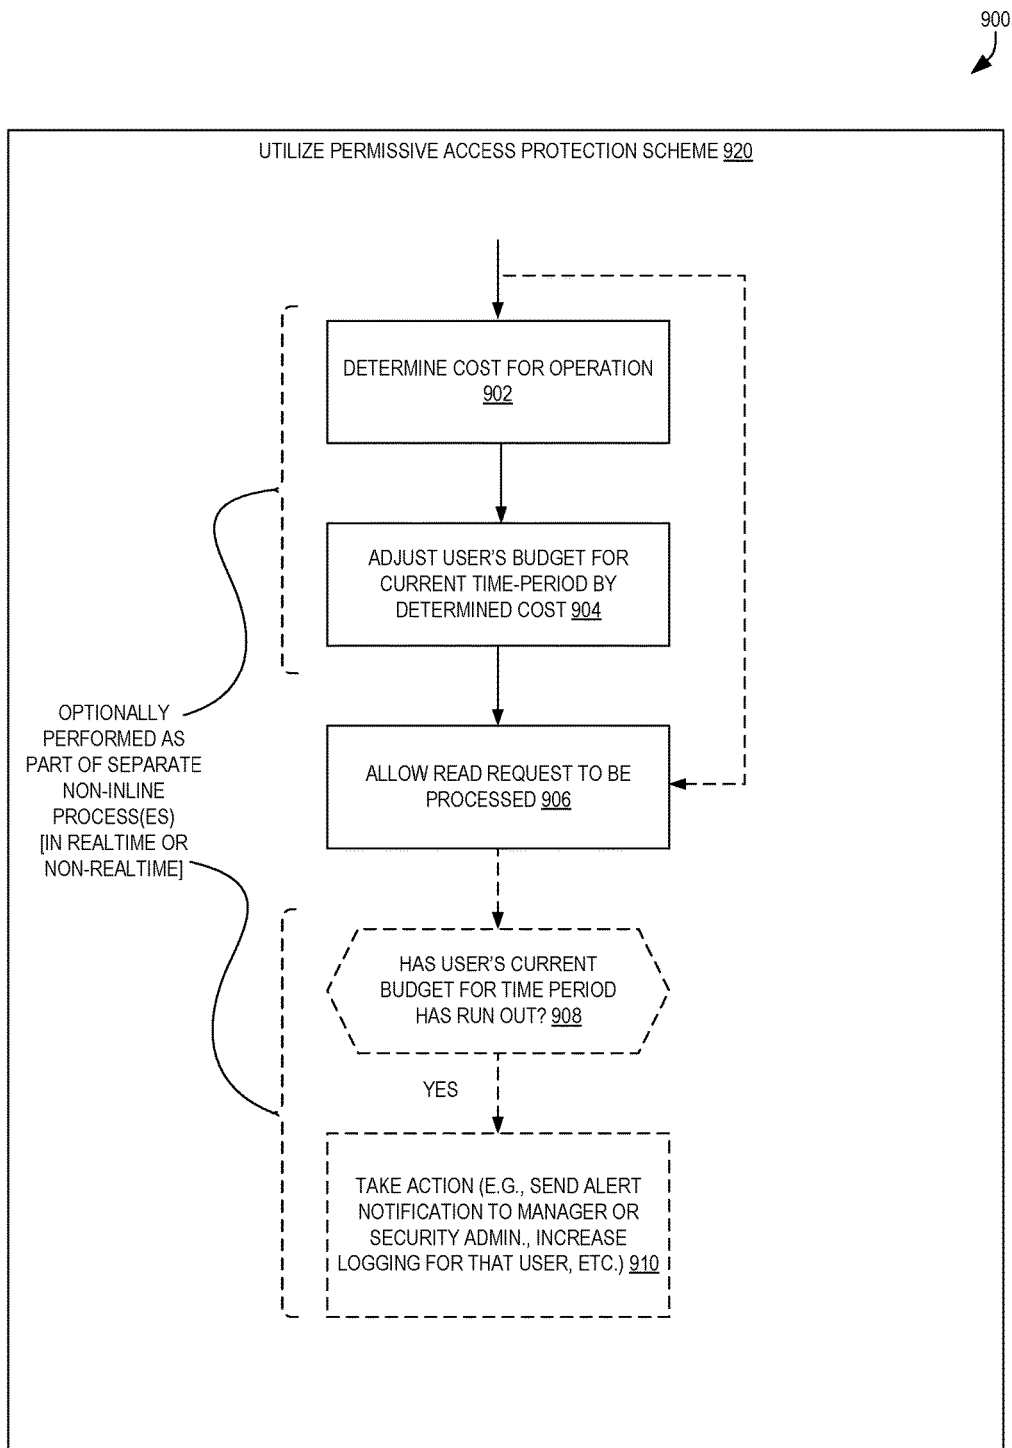 900
UTILIZE PERMISSIVE ACCESS PROTECTION SCHEME 920
DETERMINE COST FOR OPERATION
902
ADJUST USER'S BUDGET FOR
CURRENT TIME-PERIOD BY
DETERMINED COST 904
OPTIONALLY
PERFORMED AS
PART OF SEPARATE
NON-INLINE
PROCESS(ES)
[IN REALTIME OR
NON-REALTIME]
ALLOW READ REQUEST TO BE
PROCESSED 906
HAS USER'S CURRENT
BUDGET FOR TIME PERIOD
HAS RUN OUT? 908
YES
TAKE ACTION (E.G., SEND ALERT
NOTIFICATION TO MANAGER OR
SECURITY ADMIN., INCREASE
LOGGING FOR THAT USER, ETC.) 910